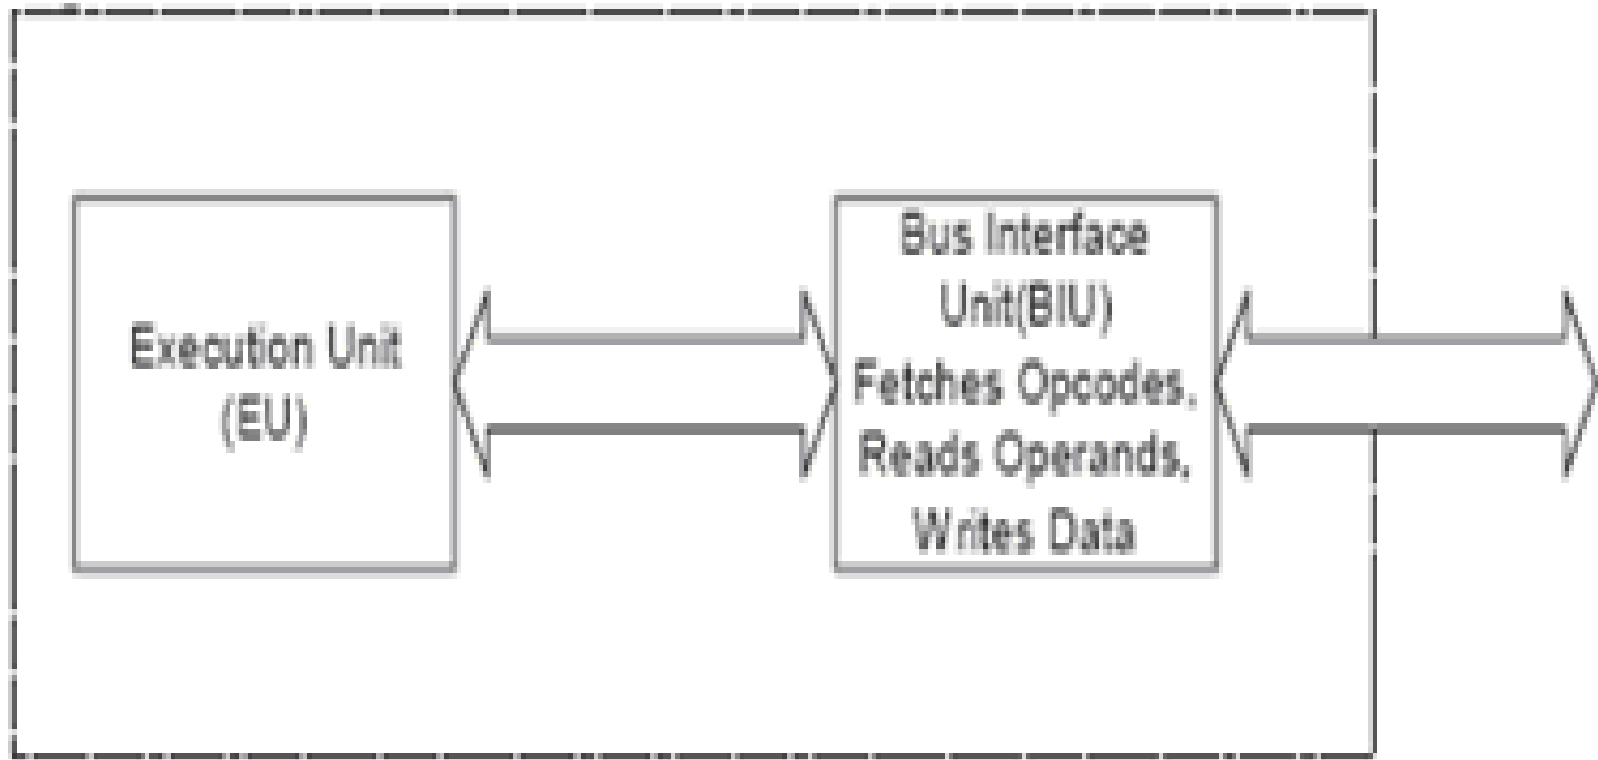 Execution Unit
(EU)
Bus Interface
Unit(BIU)
Fetches Opcodes,
Reads Operands,
Writes Data